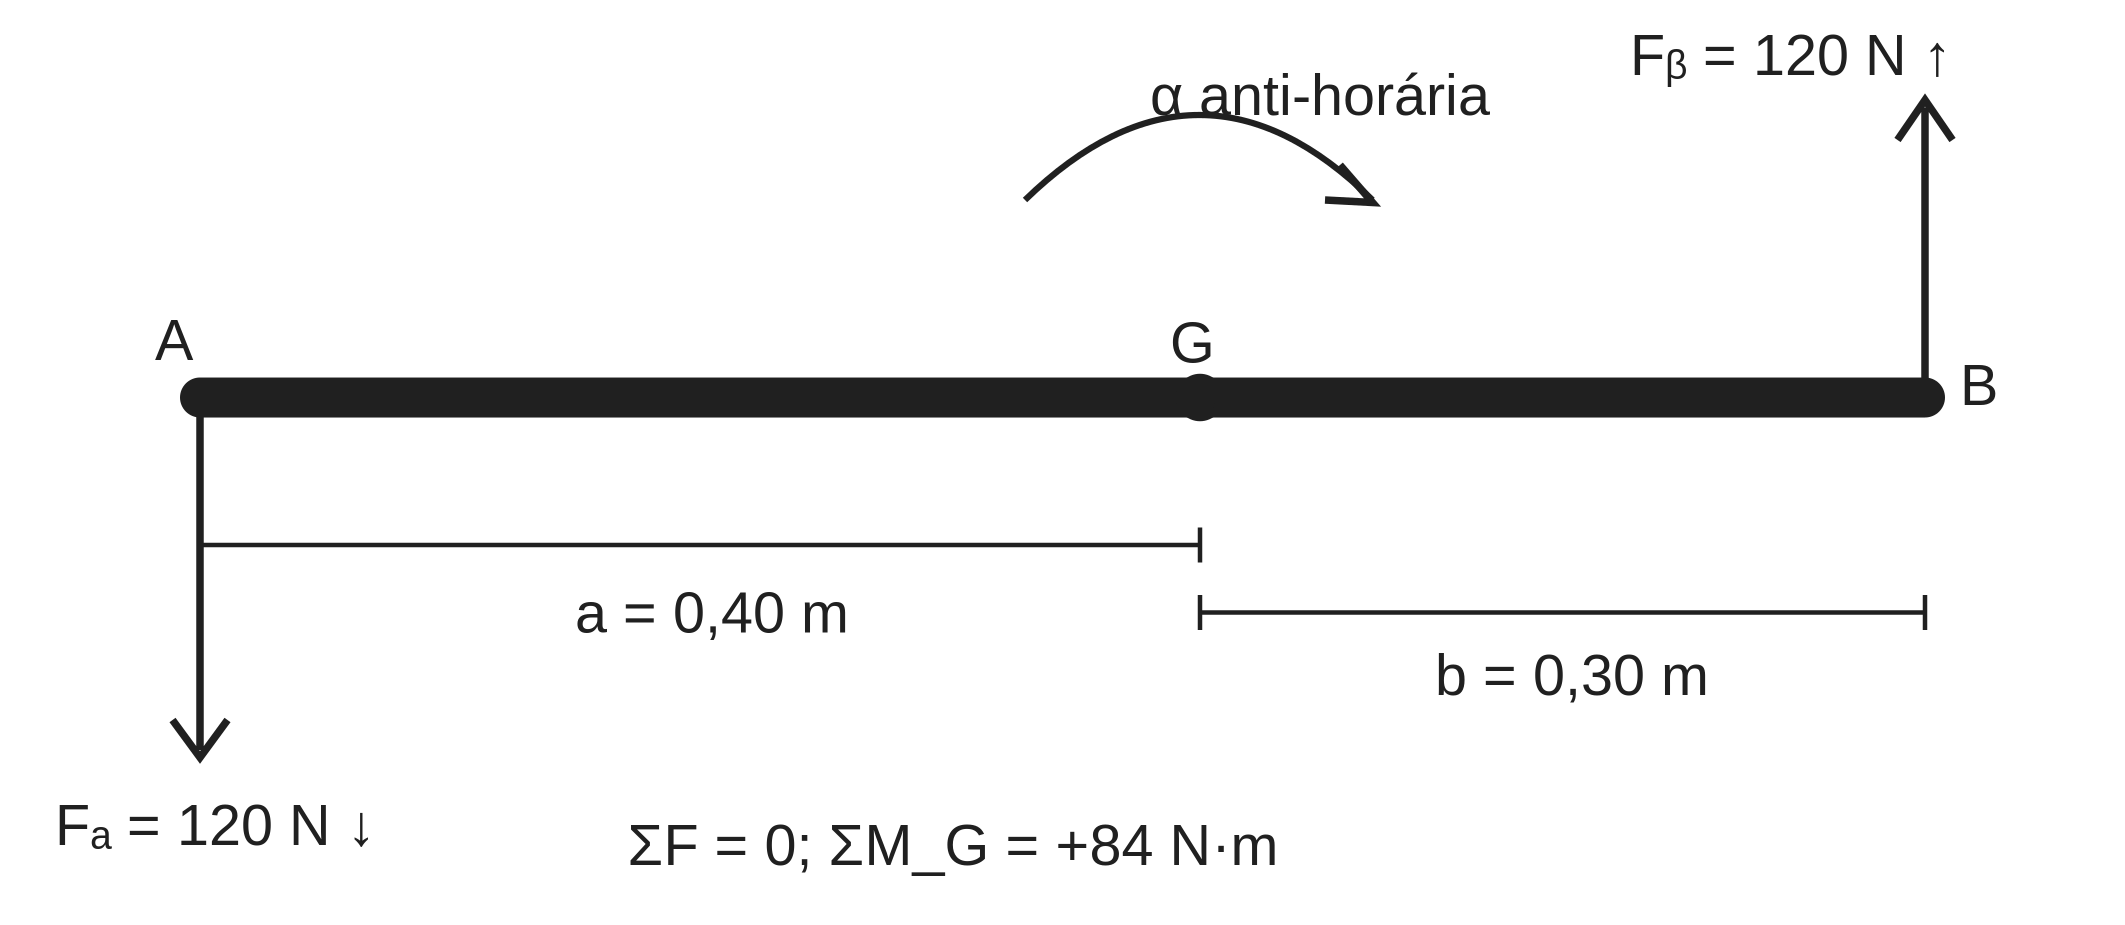 Fᵦ = 120 N ↑
α anti-horária
A
G
B
a = 0,40 m
b = 0,30 m
Fₐ = 120 N ↓
ΣF = 0; ΣM_G = +84 N·m